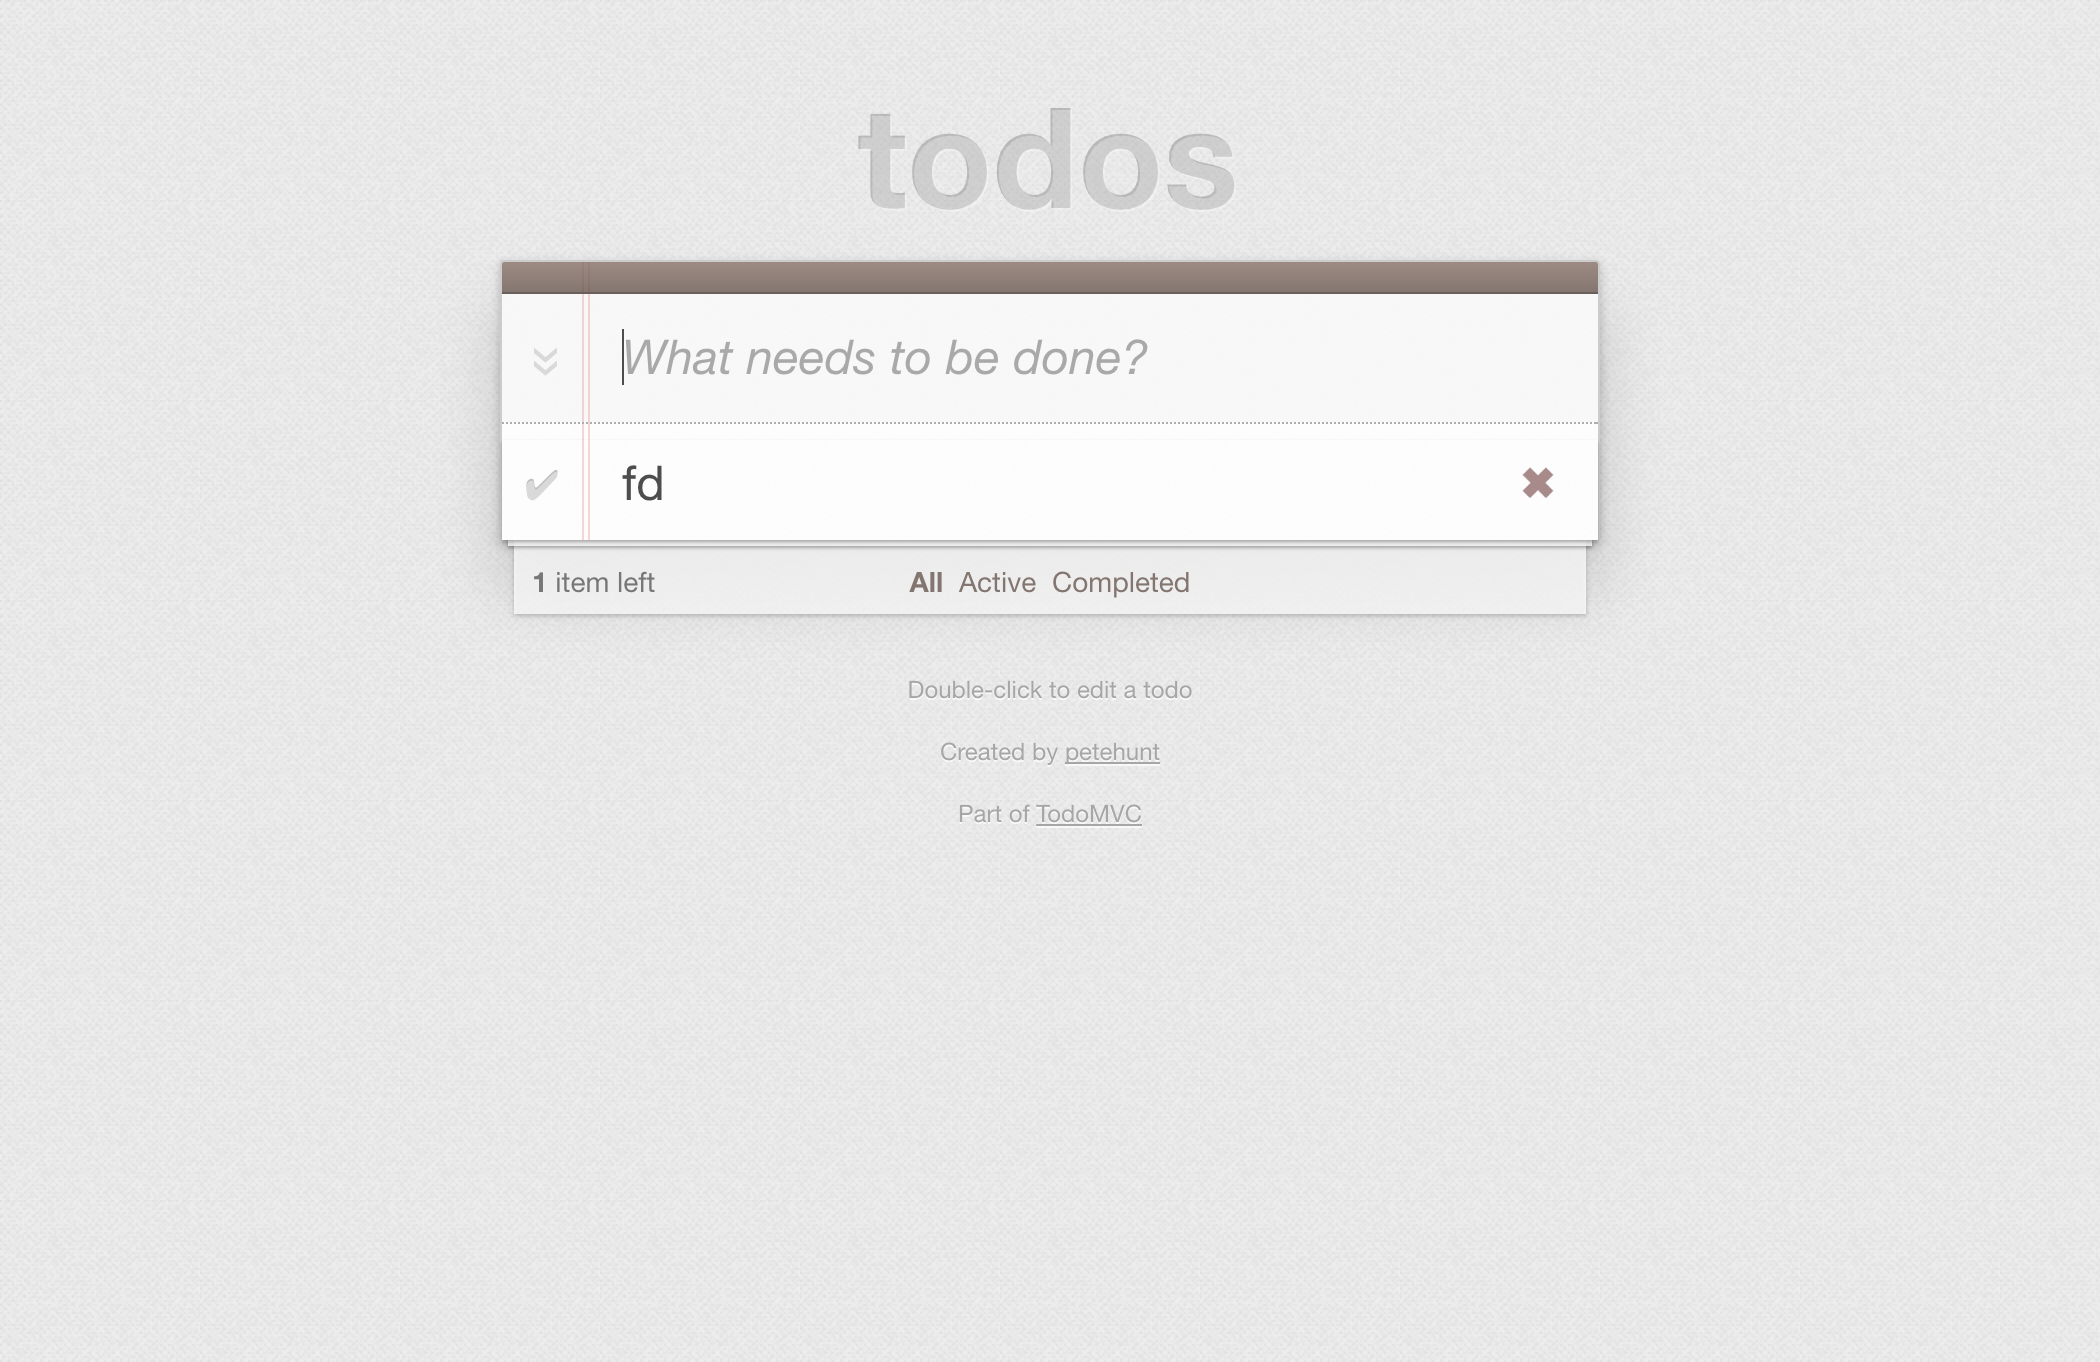 todos
What needs to be done?
fd
1 item left All Active Completed
Double-click to edit a todo
Created by petehunt
Part of TodoMVC